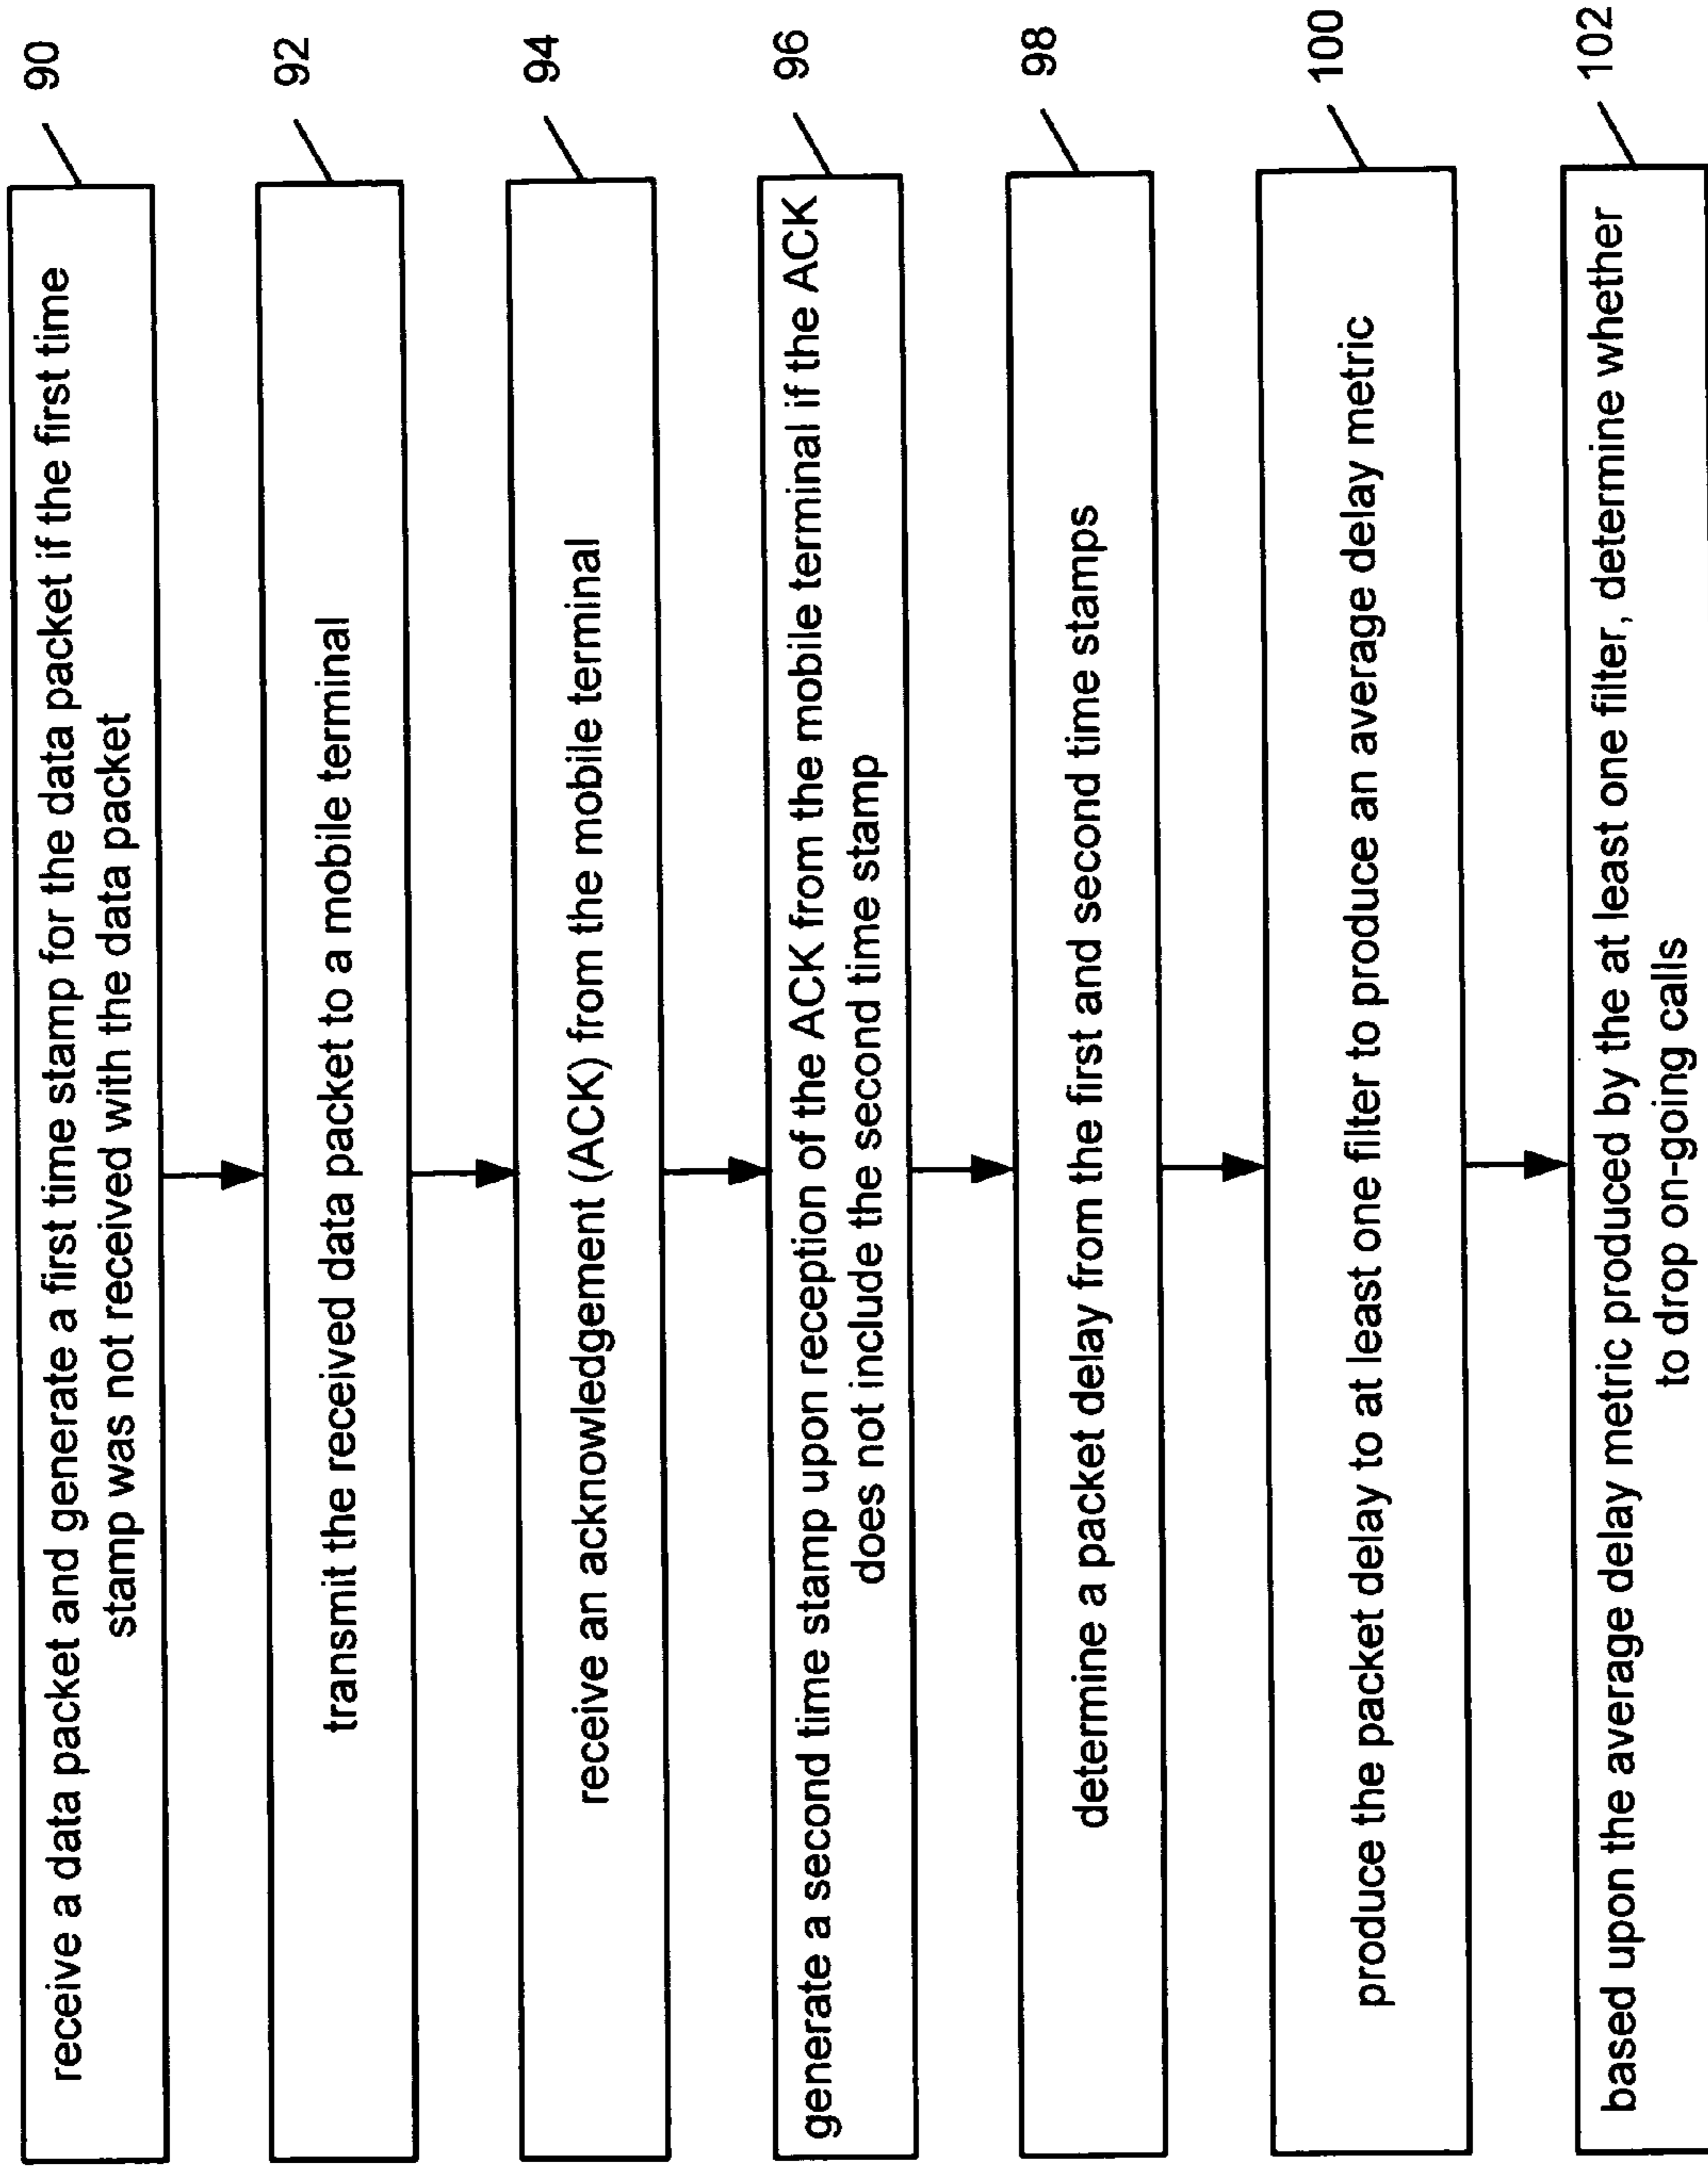 receive a data packet and generate a first time stamp for the data packet if the first time
stamp was not received with the data packet
90
transmit the received data packet to a mobile terminal
92
receive an acknowledgement (ACK) from the mobile terminal
94
generate a second time stamp upon reception of the ACK from the mobile terminal if the ACK
does not include the second time stamp
96
determine a packet delay from the first and second time stamps
98
produce the packet delay to at least one filter to produce an average delay metric
100
based upon the average delay metric produced by the at least one filter, determine whether
to drop on-going calls
102